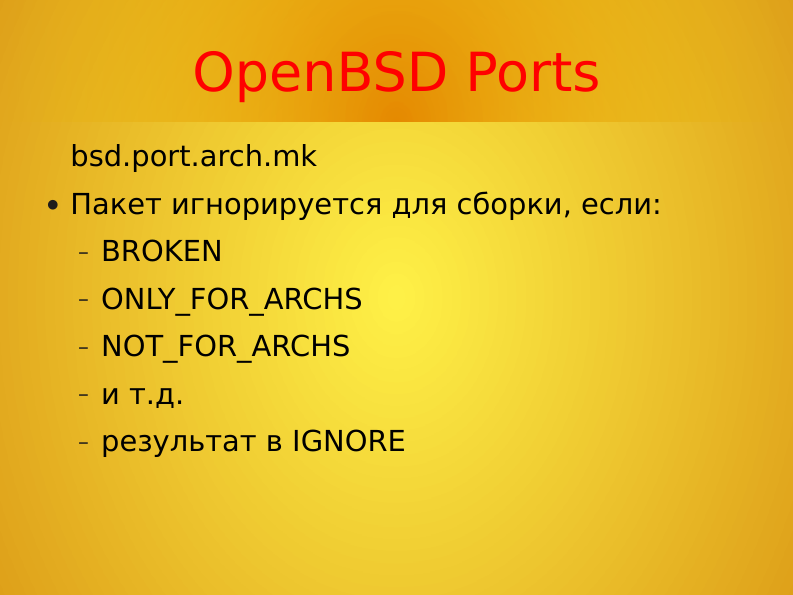 OpenBSD Ports
bsd.port.arch.mk
• Пакет игнорируется для сборки, если:
– BROKEN
– ONLY_FOR_ARCHS
– NOT_FOR_ARCHS
– и т.д.
– результат в IGNORE